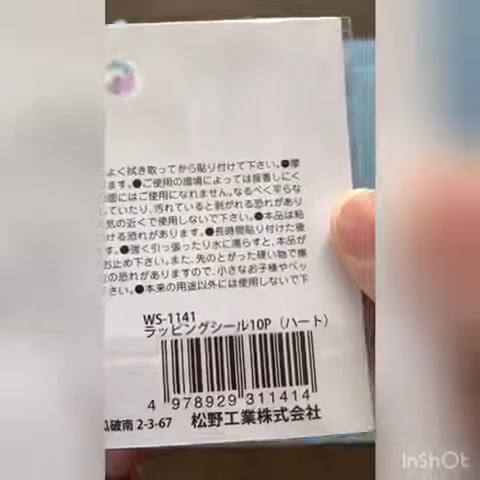 よく拭き取ってから貼り付けて下さい。●摩
ます。●ご使用の環境によっては接着しにく
面にはご使用になれません。なるべく平らな
していたり、汚れていると剥がれる恐れがあり
気の近くで使用しないで下さい。●本品は粘
ける恐れがあります。●長時間貼り付けた後
す。●強く引っ張ったり水に濡らすと、本品が
お止め下さい。また、先のとがった硬い物で擦
の恐れがありますので、小さなお子様やペッ
さい。●本来の用途以外には使用しないで下
WS-1141
ラッピングシール10P（ハート）
4 978929 311414
瓜破南 2-3-67 松野工業株式会社
InShOt